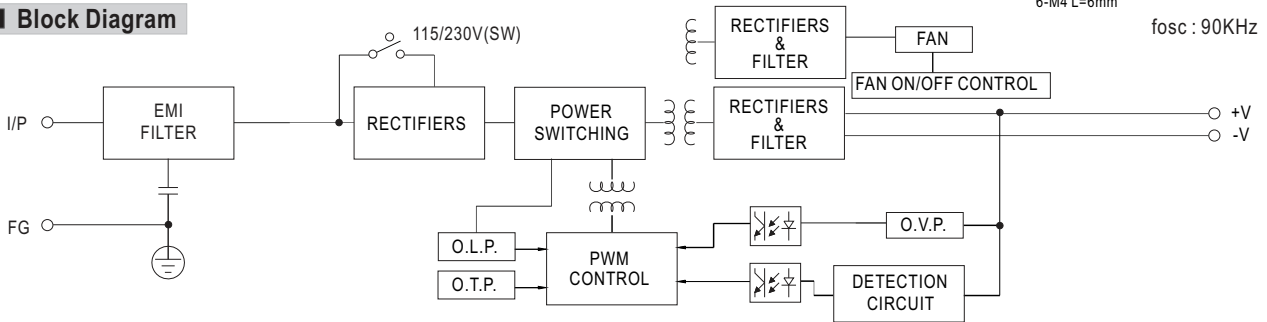 6-M4 L=6mm
Block Diagram
fosc : 90KHz
115/230V(SW)
RECTIFIERS
&
FILTER
FAN
FAN ON/OFF CONTROL
I/P
EMI
FILTER
RECTIFIERS
POWER
SWITCHING
RECTIFIERS
&
FILTER
+V
-V
FG
O.L.P.
O.T.P.
PWM
CONTROL
O.V.P.
DETECTION
CIRCUIT